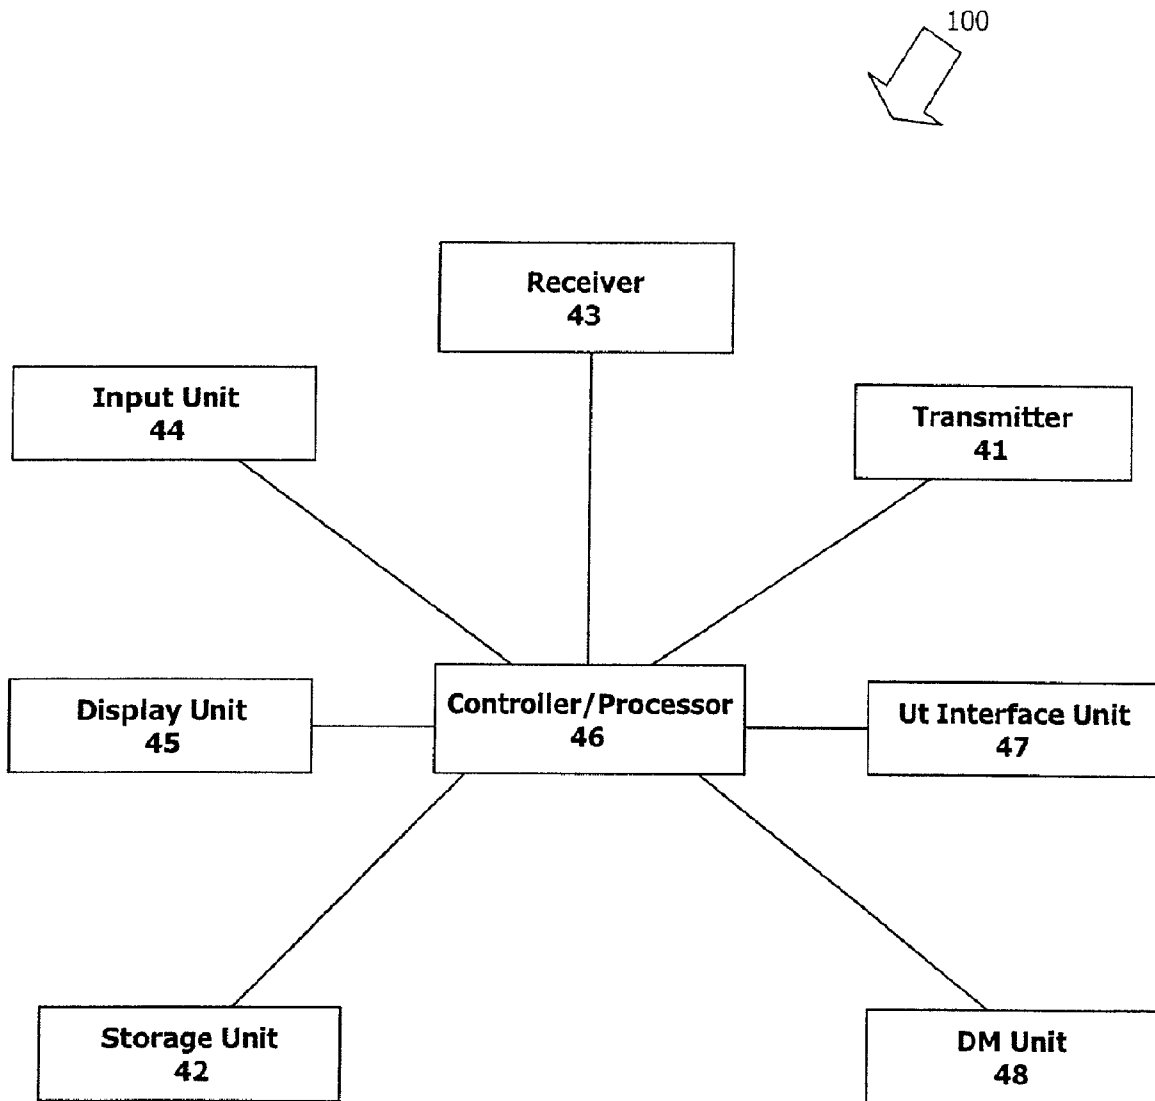 100
Receiver
43
Input Unit
44
Transmitter
41
Display Unit
45
Controller/Processor
46
Ut Interface Unit
47
Storage Unit
42
DM Unit
48